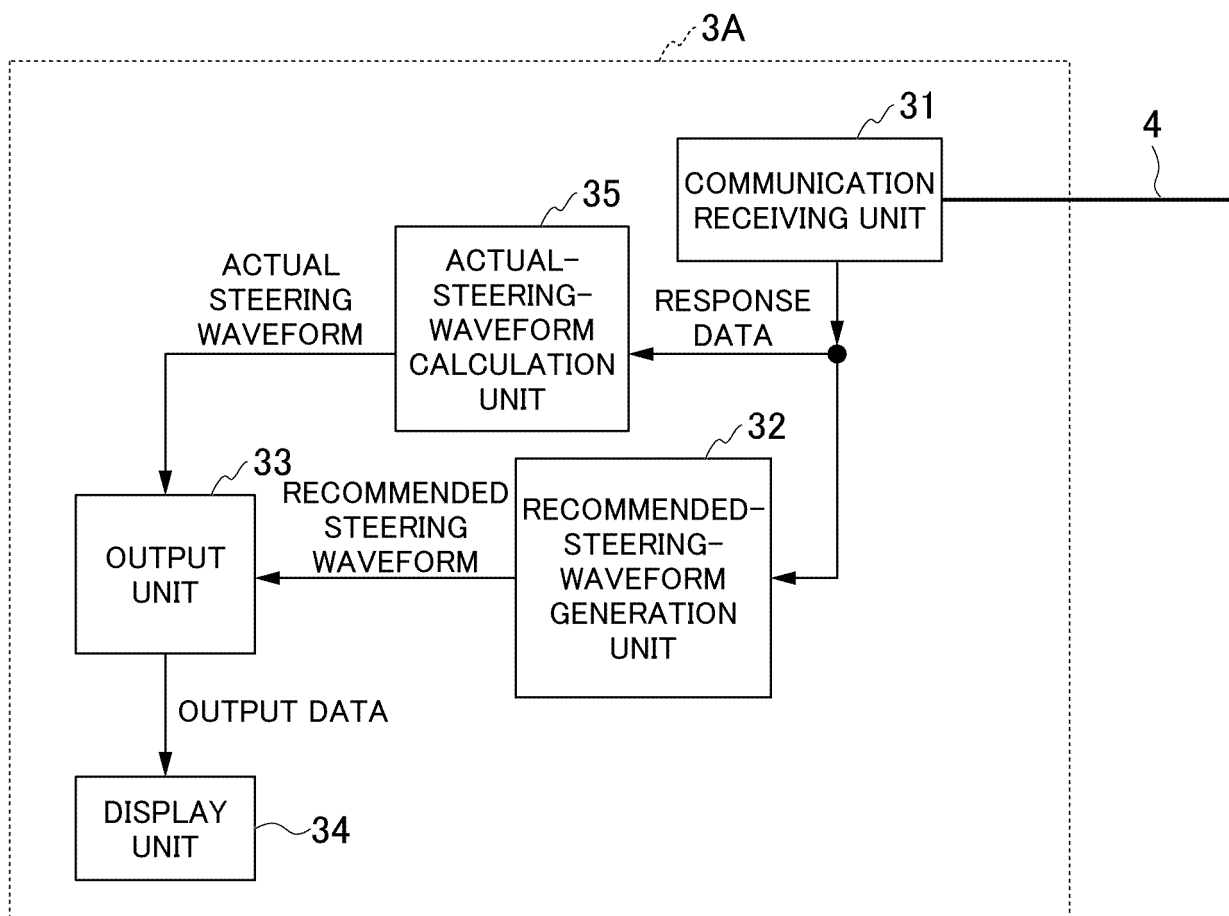 3A
31
4
COMMUNICATION
RECEIVING UNIT
35
ACTUAL
STEERING
WAVEFORM
ACTUAL-
STEERING-
WAVEFORM
CALCULATION
UNIT
RESPONSE
DATA
32
33
RECOMMENDED
STEERING
WAVEFORM
RECOMMENDED-
STEERING-
WAVEFORM
GENERATION
UNIT
OUTPUT
UNIT
OUTPUT DATA
DISPLAY
UNIT
34